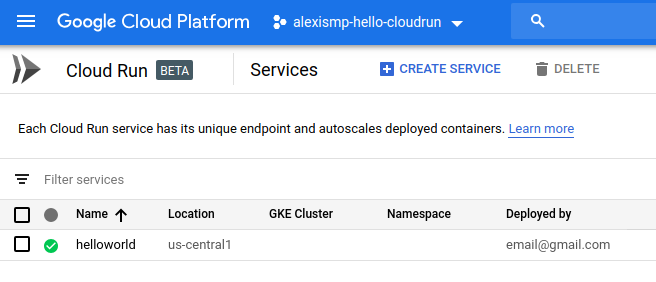 Google Cloud Platform alexismp-hello-cloudrun
Cloud Run BETA Services CREATE SERVICE DELETE
Each Cloud Run service has its unique endpoint and autoscales deployed containers. Learn more
Filter services
Name Location GKE Cluster Namespace Deployed by
helloworld us-central1 email@gmail.com